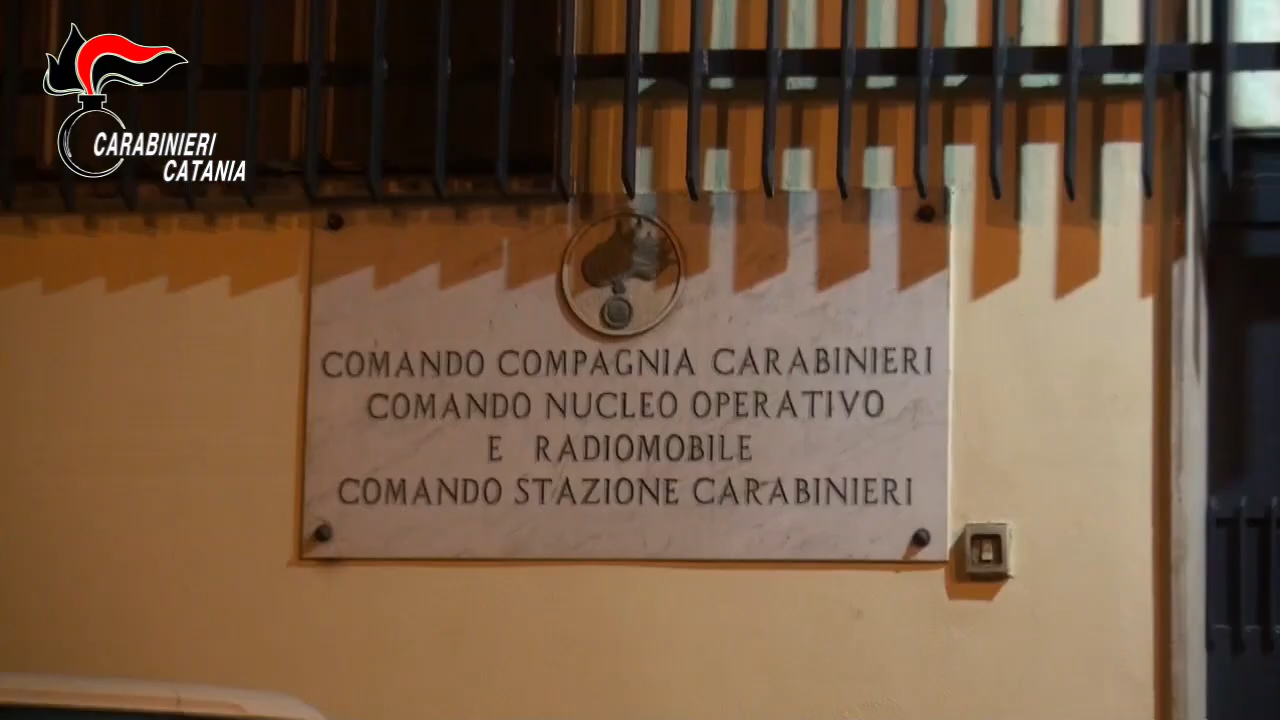 CARABINIERI
CATANIA
COMANDO COMPAGNIA CARABINIERI
COMANDO NUCLEO OPERATIVO
E RADIOMOBILE
COMANDO STAZIONE CARABINIERI